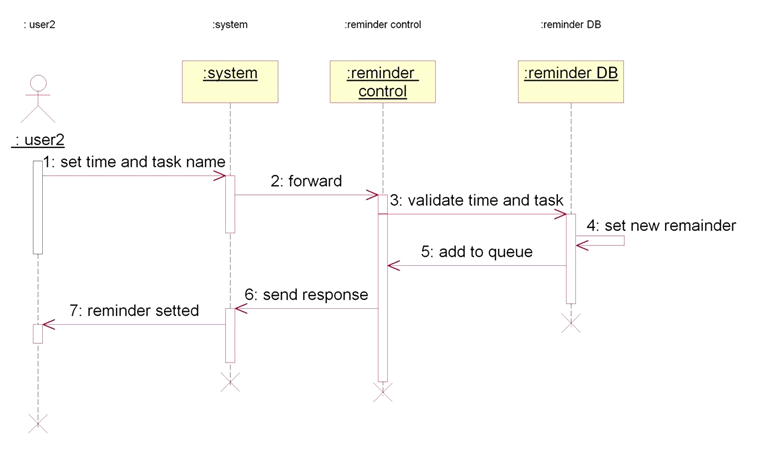 : user2
:system
:reminder control
:reminder DB
:system
:reminder
control
:reminder DB
: user2
1: set time and task name
2: forward
3: validate time and task
4: set new remainder
5: add to queue
6: send response
7: reminder setted